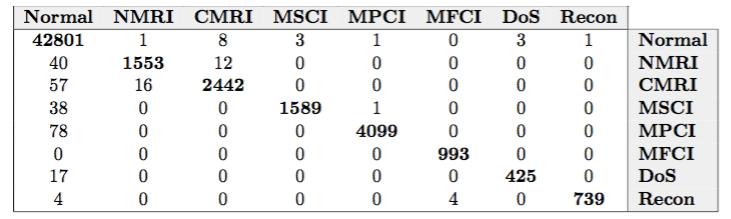 Normal NMRI CMRI MSCI MPCI MFCI DoS Recon
42801 1 8 3 1 0 3 1 Normal
40 1553 12 0 0 0 0 0 NMRI
57 16 2442 0 0 0 0 0 CMRI
38 0 0 1589 1 0 0 0 MSCI
78 0 0 0 4099 0 0 0 MPCI
0 0 0 0 0 993 0 0 MFCI
17 0 0 0 0 0 425 0 DoS
4 0 0 0 0 4 0 739 Recon